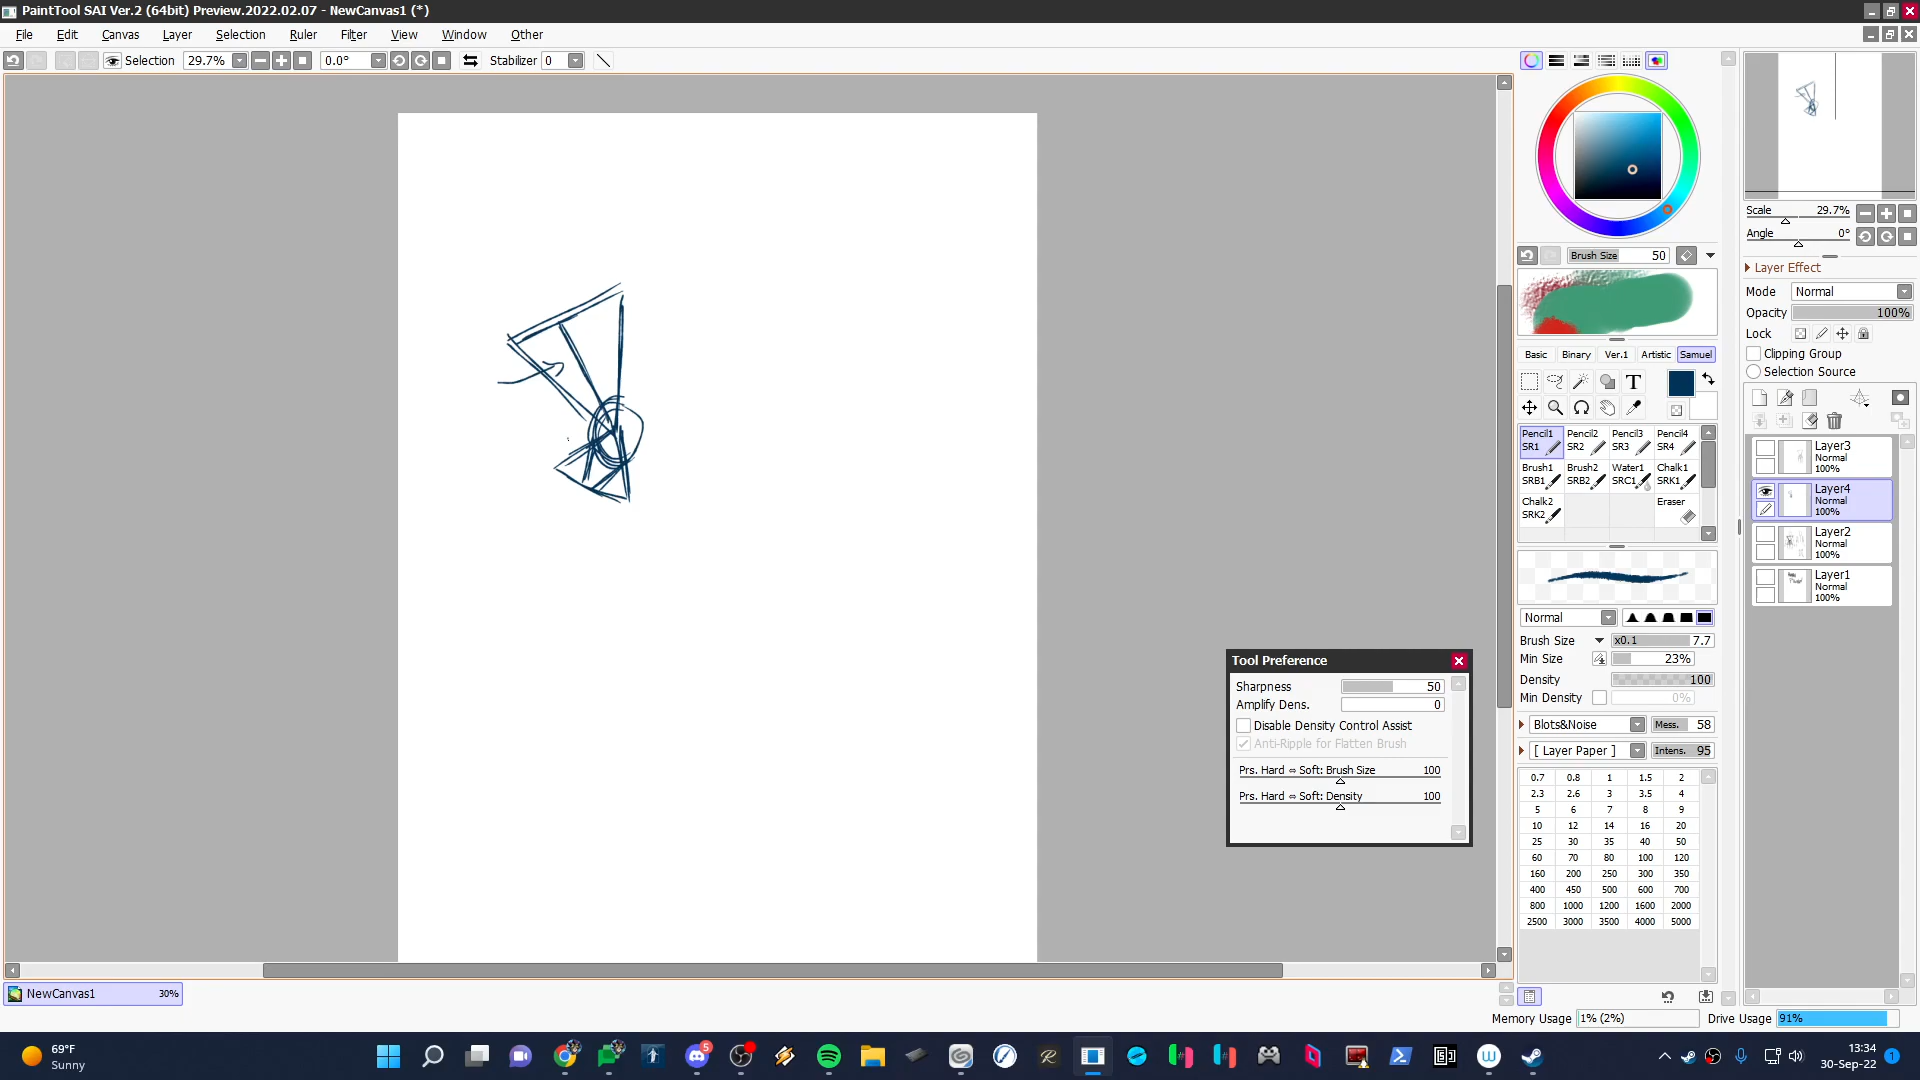 PaintTool SAI Ver.2 (64bit) Preview.2022.02.07 - NewCanvas1 (*)
File Edit Canvas Layer Selection Ruler Filter View Window Other
Selection 29.7% 0.0° Stabilizer 0
Scale 29.7%
Angle 0°
Layer Effect
Mode Normal
Opacity 100%
Lock
Clipping Group
Selection Source
Layer3
Normal
100%
Layer4
Normal
100%
Layer2
Normal
100%
Layer1
Normal
100%
Brush Size 50
Basic Binary Ver.1 Artistic Samuel
T
Pencil1 Pencil2 Pencil3 Pencil4
SR1 SR2 SR3 SR4
Brush1 Brush2 Water1 Chalk1
SRB1 SRB2 SRC1 SRK1
Chalk2 Eraser
SRK2
Normal
Brush Size x0.1 7.7
Min Size 23%
Density 100
Min Density 0%
Blots&Noise Mess. 58
[ Layer Paper ] Intens. 95
0.7 0.8 1 1.5 2
2.3 2.6 3 3.5 4
5 6 7 8 9
10 12 14 16 20
25 30 35 40 50
60 70 80 100 120
160 200 250 300 350
400 450 500 600 700
800 1000 1200 1600 2000
2500 3000 3500 4000 5000
Tool Preference
Sharpness 50
Amplify Dens. 0
Disable Density Control Assist
Anti-Ripple for Flatten Brush
Prs. Hard ⇔ Soft: Brush Size 100
Prs. Hard ⇔ Soft: Density 100
NewCanvas1 30%
Memory Usage 1% (2%) Drive Usage 91%
69°F
Sunny
5
13:34
30-Sep-22
1